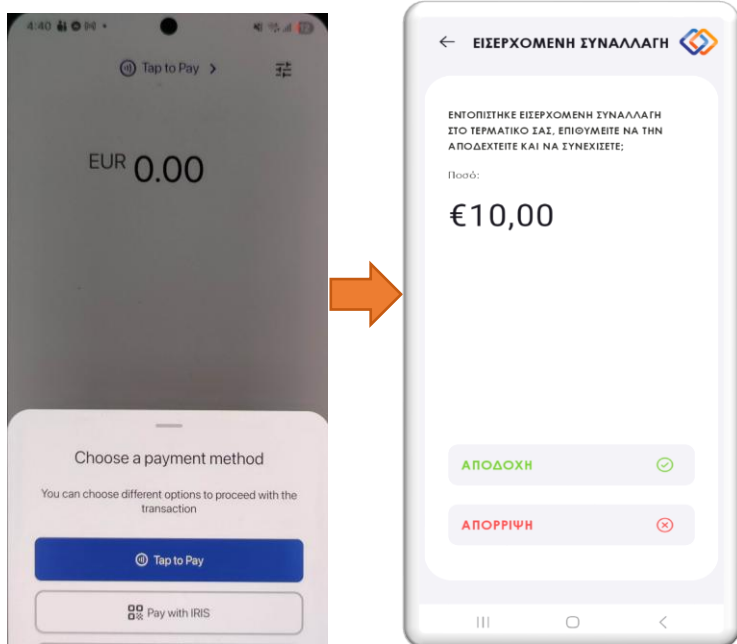 4:40
Tap to Pay >
EUR 0.00
Choose a payment method
You can choose different options to proceed with the
transaction
Tap to Pay
Pay with IRIS
ΕΙΣΕΡΧΟΜΕΝΗ ΣΥΝΑΛΛΑΓΗ
ΕΝΤΟΠΙΣΤΗΚΕ ΕΙΣΕΡΧΟΜΕΝΗ ΣΥΝΑΛΛΑΓΗ
ΣΤΟ ΤΕΡΜΑΤΙΚΟ ΣΑΣ, ΕΠΙΘΥΜΕΙΤΕ ΝΑ ΤΗΝ
ΑΠΟΔΕΧΤΕΙΤΕ ΚΑΙ ΝΑ ΣΥΝΕΧΙΣΕΤΕ;
Ποσό:
€10,00
ΑΠΟΔΟΧΗ
ΑΠΟΡΡΙΨΗ